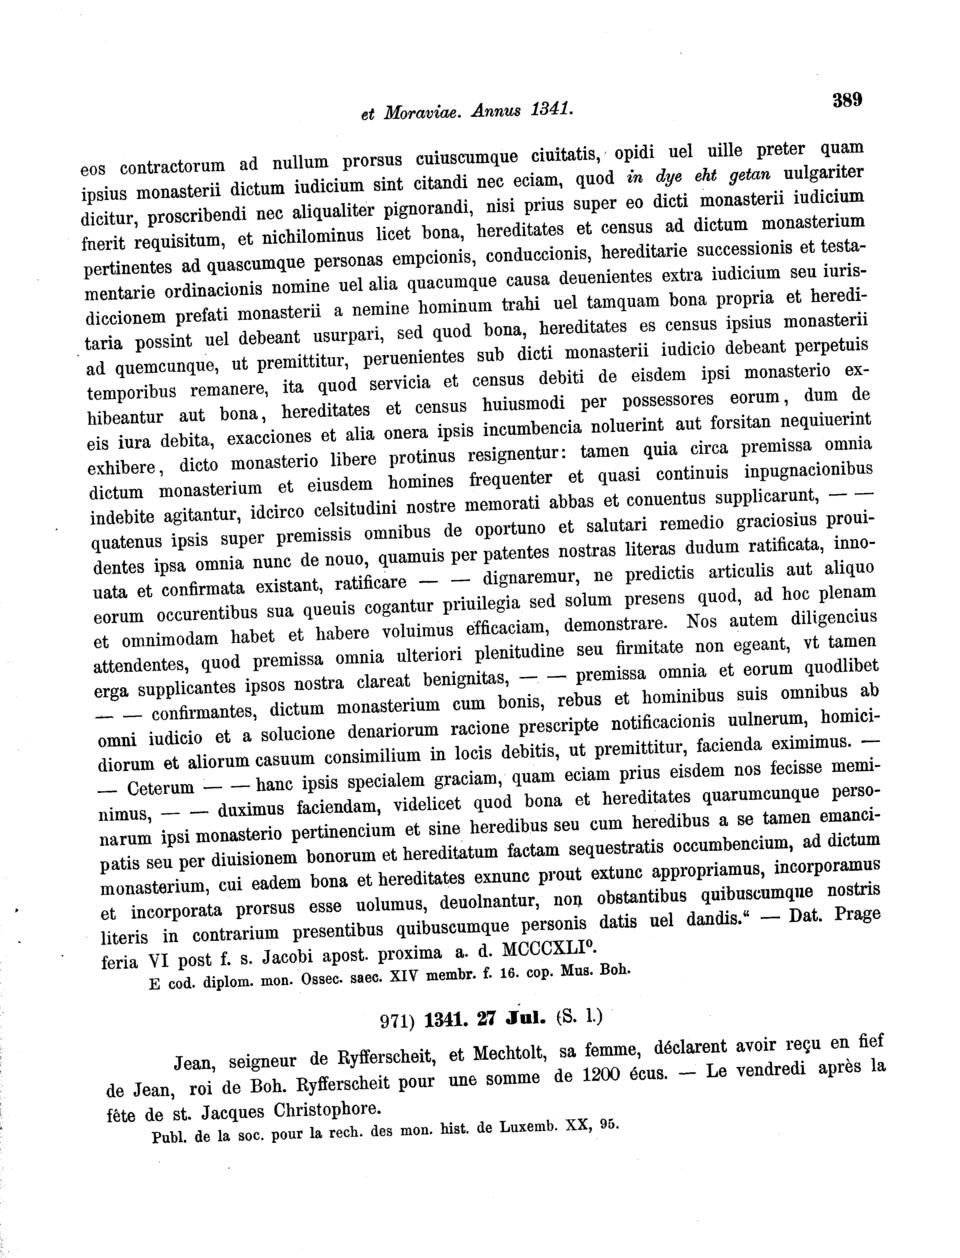 et Moraviae. Annus 1341.
389
eos contractorum ad nullum prorsus cuiuscumque ciuitatis, opidi uel uille preter quam
ipsius monasterii dictum iudicium sint citandi nec eciam, quod in dye eht getan uulgariter
dicitur, proscribendi nec aliqualiter pignorandi, nisi prius super eo dicti monasterii iudicium
fnerit requisitum, et nichilominus licet bona, hereditates et census ad dictum monasterium
pertinentes ad quascumque personas empcionis, conduccionis, hereditarie successionis et testa-
mentarie ordinacionis nomine uel alia quacumque causa deuenientes extra iudicium seu iuris-
diccionem prefati monasterii a nemine hominum trahi uel tamquam bona propria et heredi-
taria possint uel debeant usurpari, sed quod bona, hereditates es census ipsius monasterii
ad quemcunque, ut premittitur, peruenientes sub dicti monasterii iudicio debeant perpetuis
temporibus remanere, ita quod servicia et census debiti de eisdem ipsi monasterio ex-
hibeantur aut bona, hereditates et census huiusmodi per possessores eorum, dum de
eis iura debita, exacciones et alia onera ipsis incumbencia noluerint aut forsitan nequiuerint
exhibere, dicto monasterio libere protinus resignentur: tamen quia circa premissa omnia
dictum monasterium et eiusdem homines frequenter et quasi continuis inpugnacionibus
indebite agitantur, idcirco celsitudini nostre memorati abbas et conuentus supplicarunt, — —
quatenus ipsis super premissis omnibus de oportuno et salutari remedio graciosius proui-
dentes ipsa omnia nunc de nouo, quamuis per patentes nostras literas dudum ratificata, inno-
uata et confirmata existant, ratificare — — dignaremur, ne predictis articulis aut aliquo
eorum occurentibus sua queuis cogantur priuilegia sed solum presens quod, ad hoc plenam
et omnimodam habet et habere voluimus efficaciam, demonstrare. Nos autem diligencius
attendentes, quod premissa omnia ulteriori plenitudine seu firmitate non egeant, vt tamen
erga supplicantes ipsos nostra clareat benignitas, — — premissa omnia et eorum quodlibet
— — confirmantes, dictum monasterium cum bonis, rebus et hominibus suis omnibus ab
omni iudicio et a solucione denariorum racione prescripte notificacionis uulnerum, homici-
diorum et aliorum casuum consimilium in locis debitis, ut premittitur, facienda eximimus. —
— Ceterum — — hanc ipsis specialem graciam, quam eciam prius eisdem nos fecisse memi-
nimus, — — duximus faciendam, videlicet quod bona et hereditates quarumcunque perso-
narum ipsi monasterio pertinencium et sine heredibus seu cum heredibus a se tamen emanci-
patis seu per diuisionem bonorum et hereditatum factam sequestratis occumbencium, ad dictum
monasterium, cui eadem bona et hereditates exnunc prout extunc appropriamus, incorporamus
et incorporata prorsus esse uolumus, deuolnantur, non obstantibus quibuscumque nostris
literis in contrarium presentibus quibuscumque personis datis uel dandis.“ — Dat. Prage
feria VI post f. s. Jacobi apost. proxima a. d. MCCCXLI⁰.
E cod. diplom. mon. Ossec. saec. XIV membr. f. 16. cop. Mus. Boh.
971) 1341. 27 Jul. (S. l.)
Jean, seigneur de Ryfferscheit, et Mechtolt, sa femme, déclarent avoir reçu en fief
de Jean, roi de Boh. Ryfferscheit pour une somme de 1200 écus. — Le vendredi après la
fête de st. Jacques Christophore.
Publ. de la soc. pour la rech. des mon. hist. de Luxemb. XX, 95.